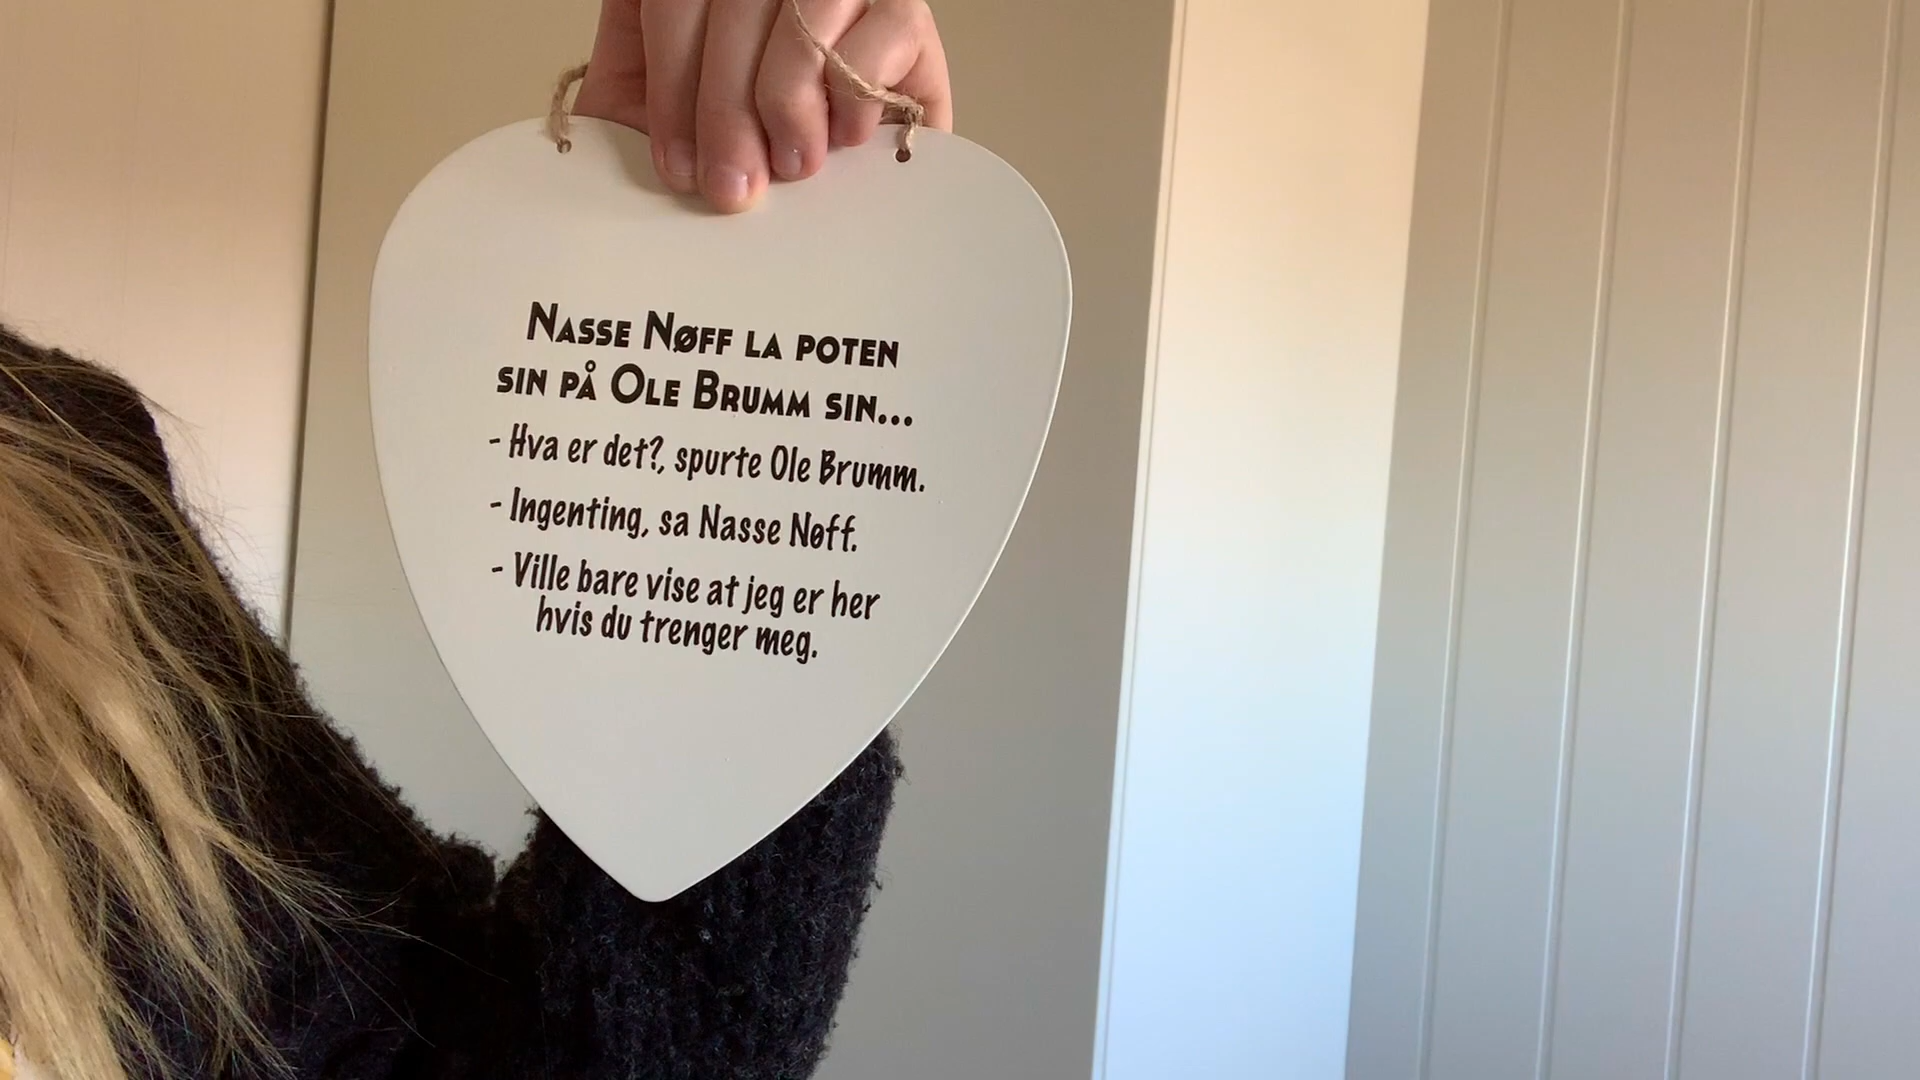 Nasse Nøff la poten
sin på Ole Brumm sin...
- Hva er det?, spurte Ole Brumm.
- Ingenting, sa Nasse Nøff.
- Ville bare vise at jeg er her
hvis du trenger meg.